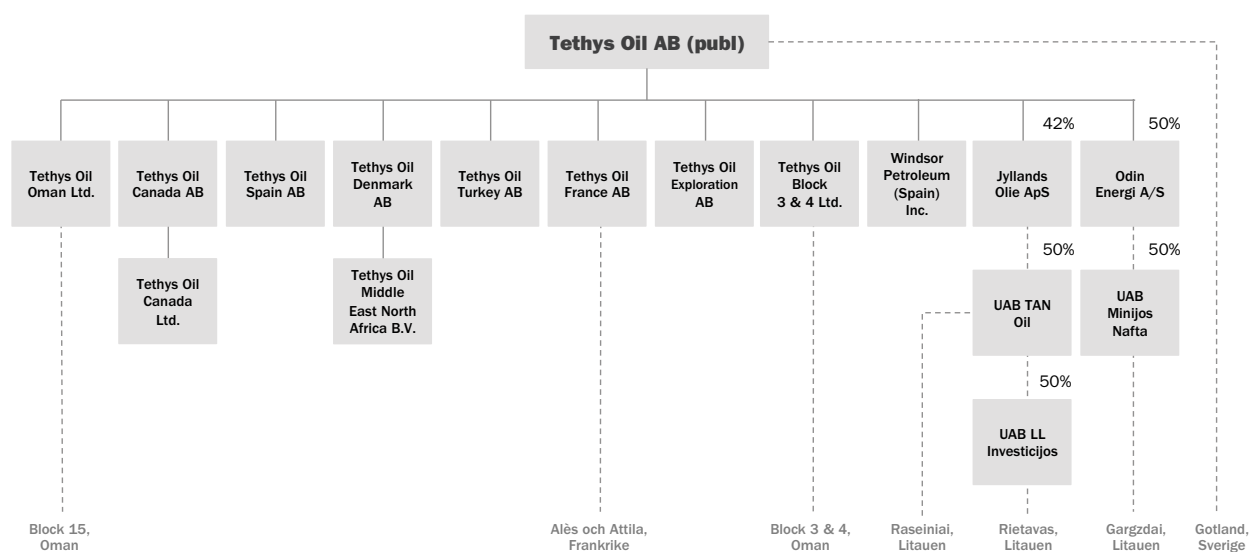 Tethys Oil AB (publ)
42%
50%
Tethys Oil
Oman Ltd.
Tethys Oil
Canada AB
Tethys Oil
Spain AB
Tethys Oil
Denmark
AB
Tethys Oil
Turkey AB
Tethys Oil
France AB
Tethys Oil
Exploration
AB
Tethys Oil
Block
3 & 4 Ltd.
Windsor
Petroleum
(Spain)
Inc.
Jyllands
Olie ApS
Odin
Energi A/S
50%
50%
Tethys Oil
Canada
Ltd.
Tethys Oil
Middle
East North
Africa B.V.
UAB TAN
Oil
UAB
Minijos
Nafta
50%
UAB LL
Investicijos
Block 15,
Oman
Alès och Attila,
Frankrike
Block 3 & 4,
Oman
Raseiniai,
Litauen
Rietavas,
Litauen
Gargzdai,
Litauen
Gotland,
Sverige